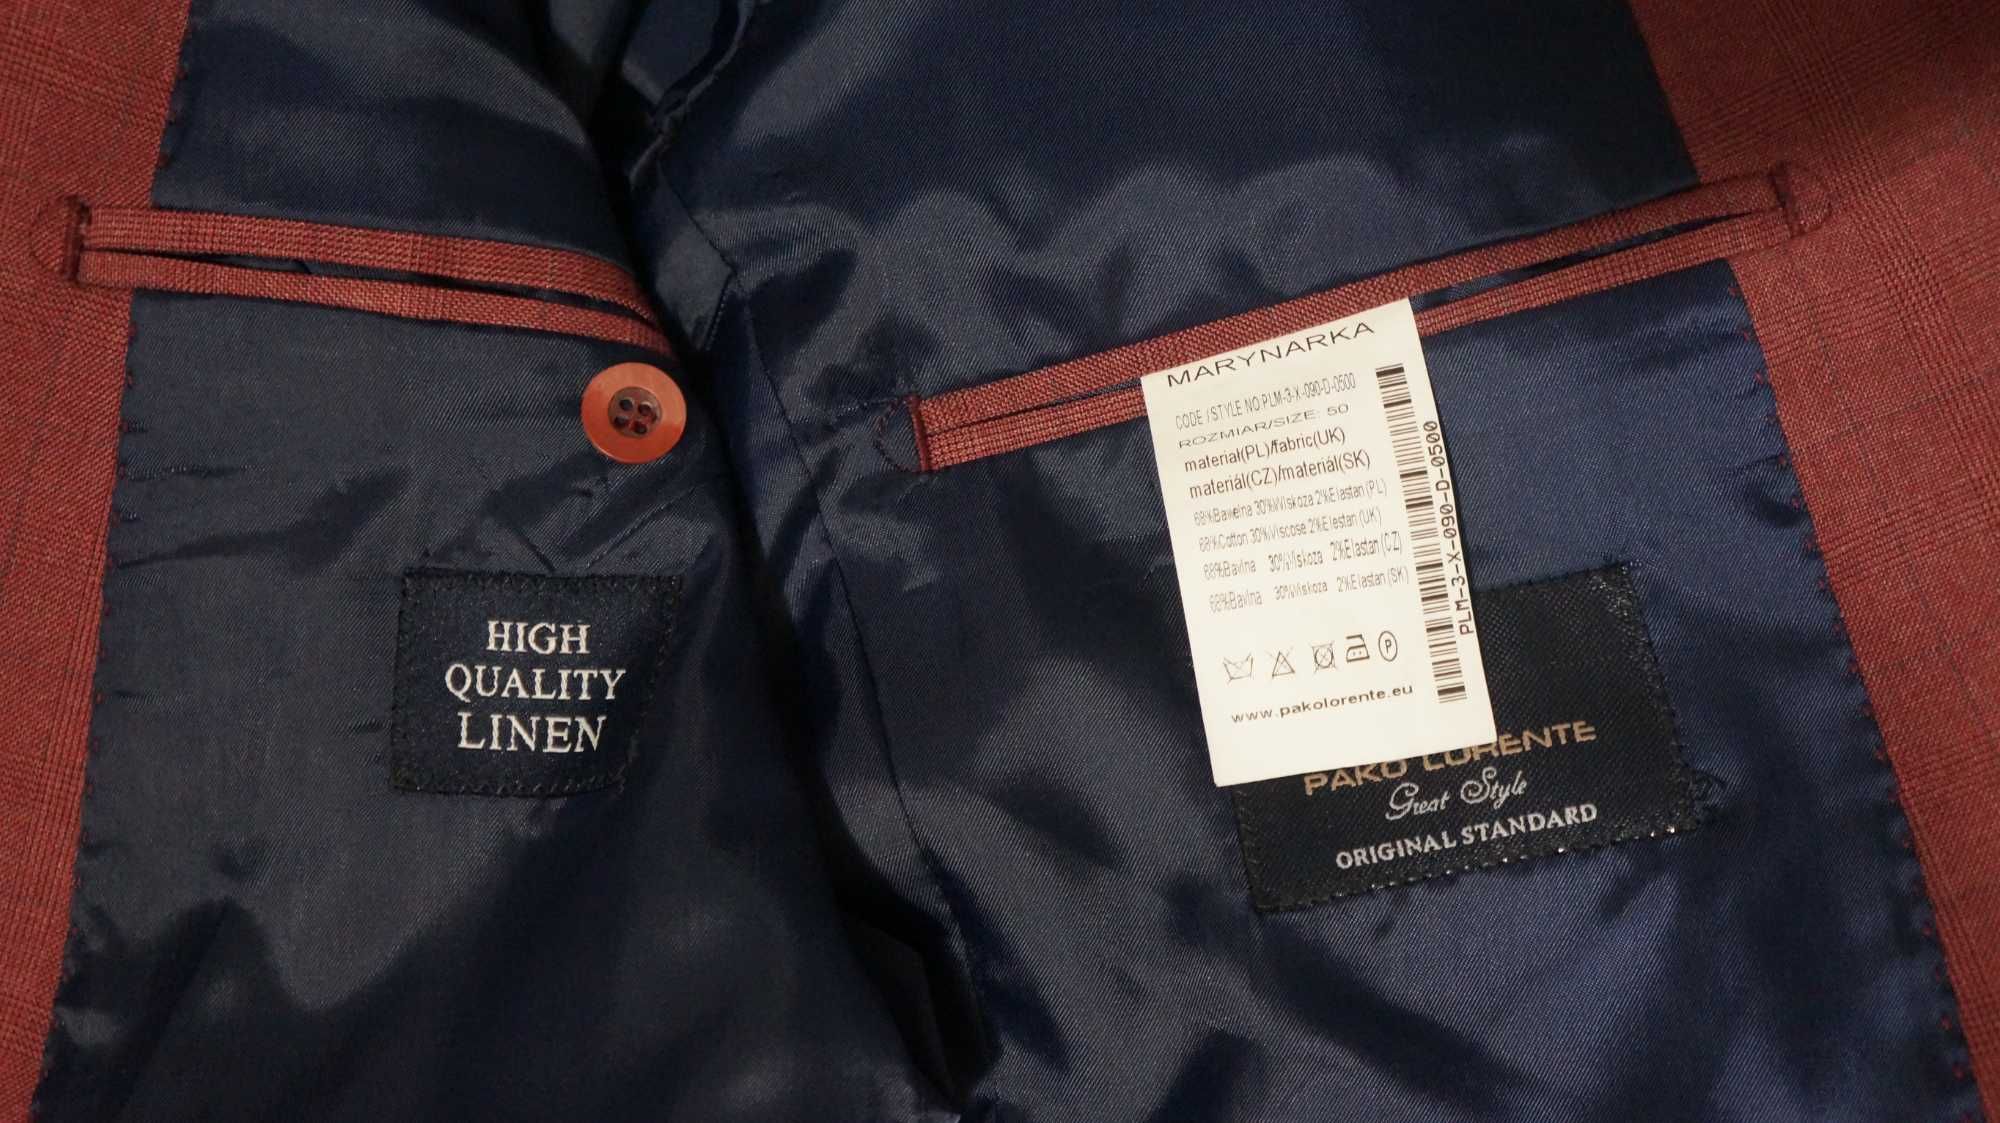 HIGH
QUALITY
LINEN
MARYNARKA
CODE / STYLE NO.PLM-3-X-090-D-0500
ROZMIAR/SIZE: 50
materiał(PL)/fabric(UK)
materiál(CZ)/materiál(SK)
68%Bawełna 30%Wiskoza 2%Elastan (PL)
68%Cotton 30%Viscose 2%Elestan (UK)
68%Bavlna 30%Viskoza 2%Elastan (CZ)
68%Bavlna 30%Viskoza 2%Elastan (SK)
P
www.pakolorente.eu
PLM-3-X-090-D-0500
PAKO LORENTE
Great Style
ORIGINAL STANDARD